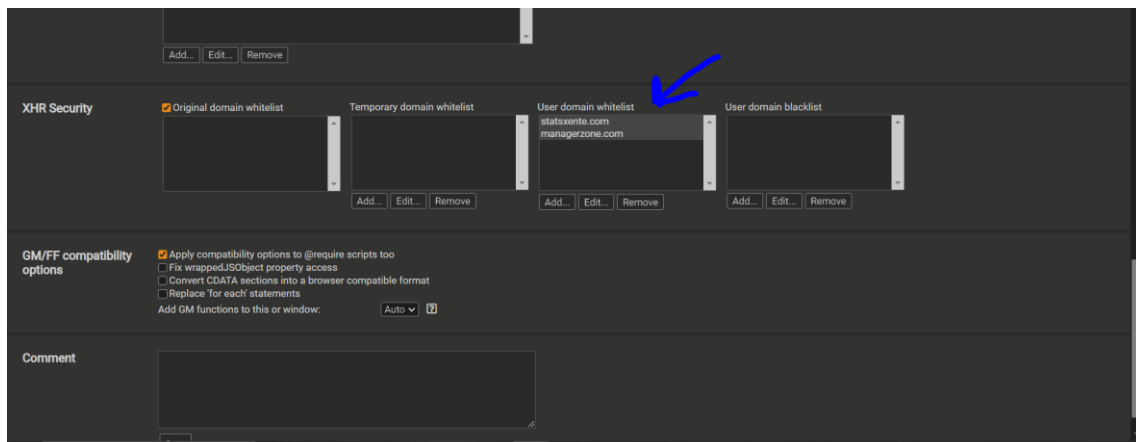 Add... Edit... Remove
XHR Security
Original domain whitelist
Temporary domain whitelist
User domain whitelist
User domain blacklist
statsxente.com
managerzone.com
Add... Edit... Remove
Add... Edit... Remove
Add... Edit... Remove
GM/FF compatibility
options
Apply compatibility options to @require scripts too
Fix wrappedJSObject property access
Convert CDATA sections into a browser compatible format
Replace 'for each' statements
Add GM functions to this or window: Auto
Comment